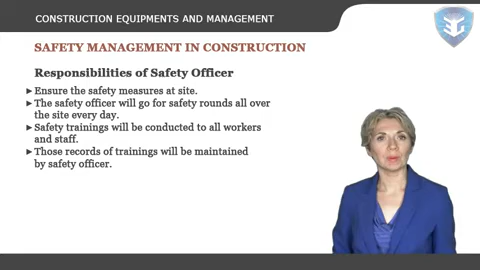 CONSTRUCTION EQUIPMENTS AND MANAGEMENT
SAFETY MANAGEMENT IN CONSTRUCTION
Responsibilities of Safety Officer
►Ensure the safety measures at site.
►The safety officer will go for safety rounds all over
the site every day.
►Safety trainings will be conducted to all workers
and staff.
►Those records of trainings will be maintained
by safety officer.